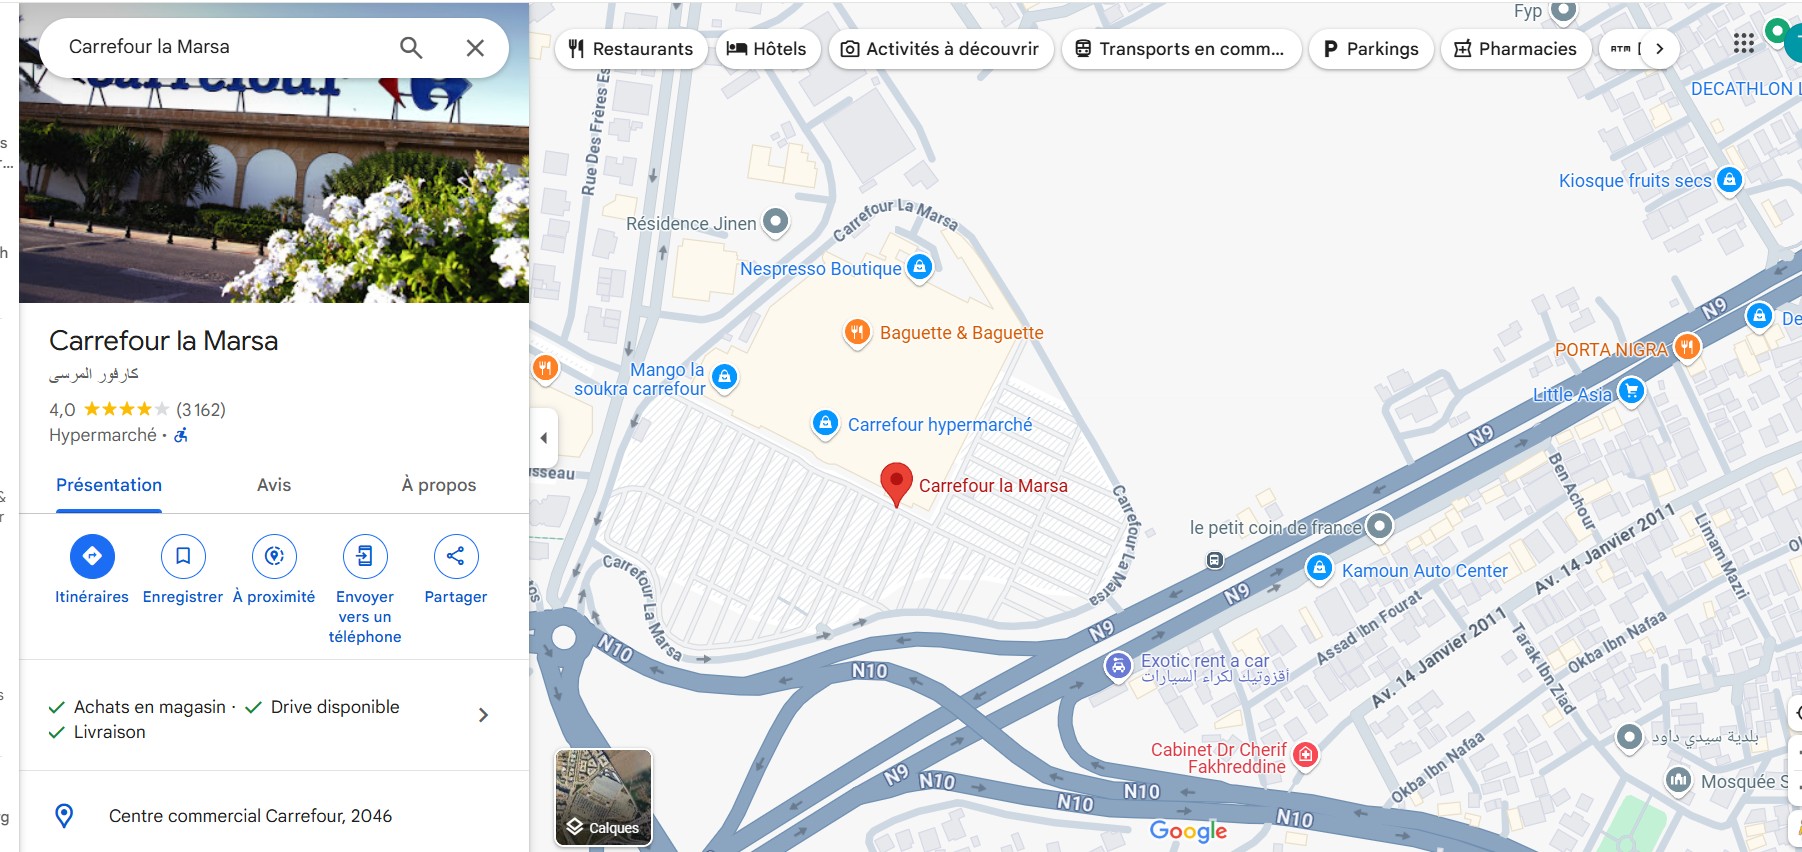 Carrefour la Marsa
Carrefour
Carrefour la Marsa
كارفور المرسى
4,0 (3 162)
Hypermarché ·
Présentation
Avis
À propos
Itinéraires
Enregistrer
À proximité
Envoyer
vers un
téléphone
Partager
Achats en magasin · Drive disponible
Livraison
Centre commercial Carrefour, 2046
Restaurants
Hôtels
Activités à découvrir
Transports en comm...
Parkings
Pharmacies
ATM
Fyp
DECATHLON L
Rue Des Frères Es
Kiosque fruits secs
Résidence Jinen
Carrefour La Marsa
Nespresso Boutique
N9
De
Baguette & Baguette
PORTA NIGRA
Mango la
soukra carrefour
Little Asia
Carrefour hypermarché
N9
sseau
Carrefour la Marsa
Ben Achour
Carrefour La Marsa
le petit coin de france
Av. 14 Janvier 2011
Limam Mazri
Kamoun Auto Center
Carrefour La Marsa
N9
Assad Ibn Fourat
Av. 14 Janvier 2011
Tarak Ibn Ziad
Okba Ibn Nafaa
N10
N9
N10
Exotic rent a car
أقزوتيك لكراء السيارات
Cabinet Dr Cherif
Fakhreddine
بلدية سيدي داود
Okba Ibn Nafaa
Mosquée S
N9
N10
N10
N10
N10
Calques
Google